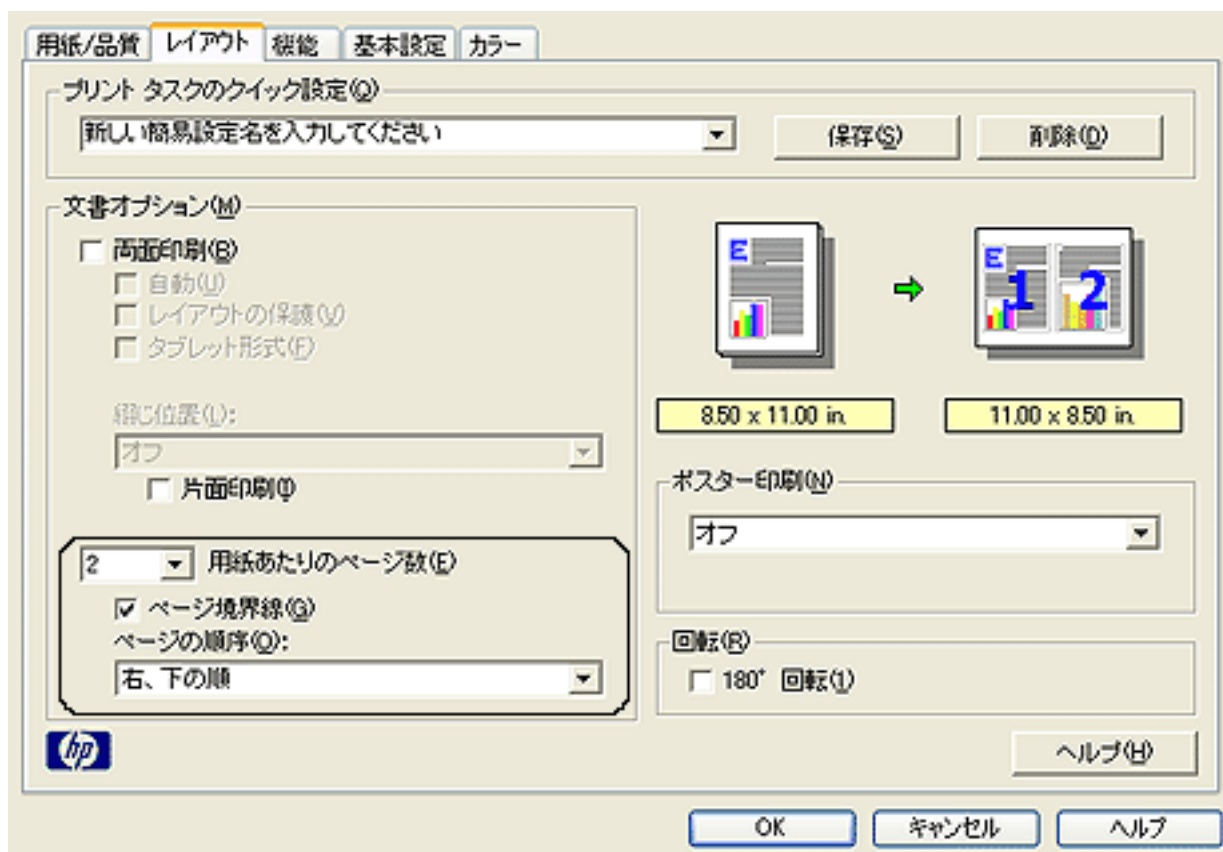 用紙/品質 レイアウト 機能 基本設定 カラー
プリント タスクのクイック設定(Q)
新しい簡易設定名を入力してください
保存(S) 削除(D)
文書オプション(M)
両面印刷(B)
自動(U)
レイアウトの保護(V)
タブレット形式(F)
綴じ位置(L):
オフ
片面印刷(T)
2 用紙あたりのページ数(E)
ページ境界線(G)
ページの順序(O):
右、下の順
E
E 1 2
8.50 x 11.00 in.
11.00 x 8.50 in.
ポスター印刷(N)
オフ
回転(R)
180° 回転(1)
hp
ヘルプ(H)
OK キャンセル ヘルプ